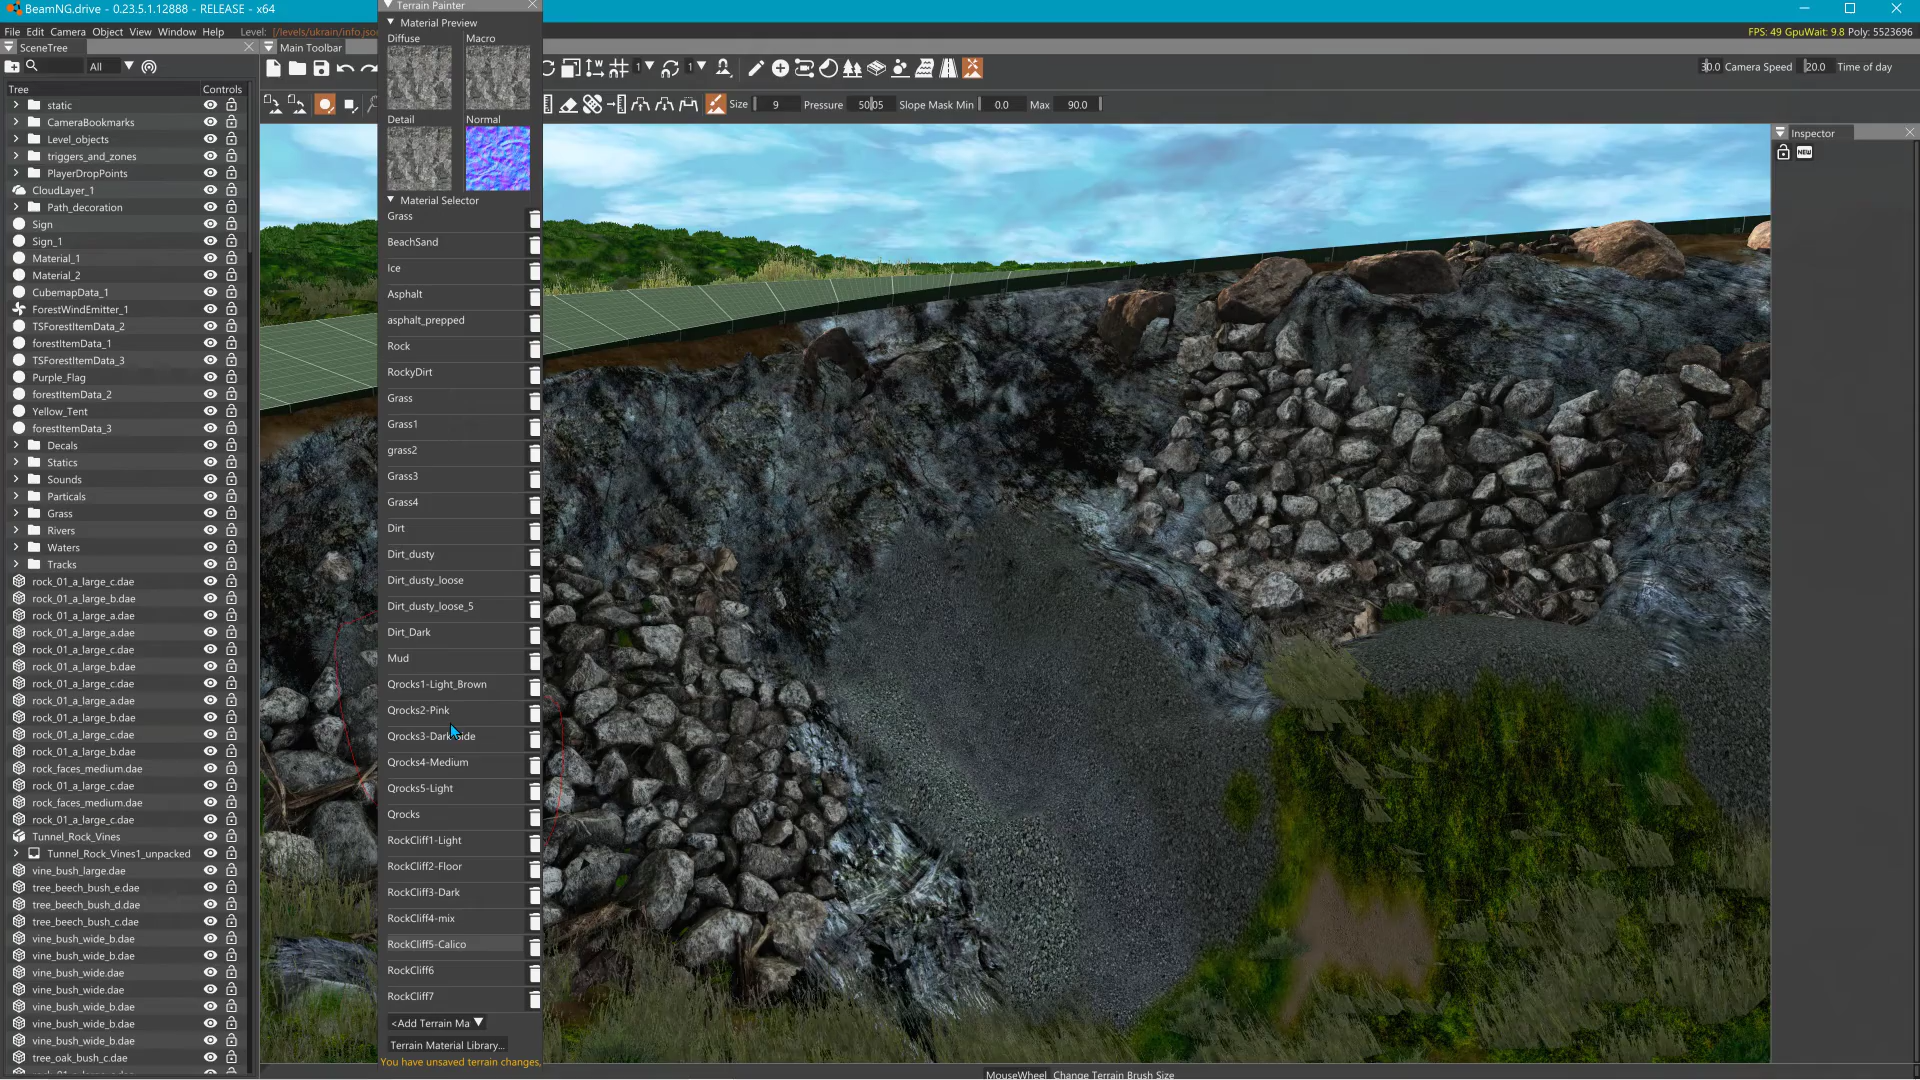 BeamNG.drive - 0.23.5.1.12888 - RELEASE - x64
File Edit Camera Object View Window Help Level: [/levels/ukrain/info.json
FPS: 49 GpuWait: 9.8 Poly: 5523696
SceneTree
Main Toolbar
All
1
1
30.0 Camera Speed 20.0 Time of day
Size 9 Pressure 50.05 Slope Mask Min 0.0 Max 90.0
Tree Controls
static
CameraBookmarks
Level_objects
triggers_and_zones
PlayerDropPoints
CloudLayer_1
Path_decoration
Sign
Sign_1
Material_1
Material_2
CubemapData_1
ForestWindEmitter_1
TSForestItemData_2
forestItemData_1
TSForestItemData_3
Purple_Flag
forestItemData_2
Yellow_Tent
forestItemData_3
Decals
Statics
Sounds
Particals
Grass
Rivers
Waters
Tracks
rock_01_a_large_c.dae
rock_01_a_large_b.dae
rock_01_a_large_a.dae
rock_01_a_large_a.dae
rock_01_a_large_c.dae
rock_01_a_large_b.dae
rock_01_a_large_c.dae
rock_01_a_large_a.dae
rock_01_a_large_b.dae
rock_01_a_large_c.dae
rock_01_a_large_b.dae
rock_faces_medium.dae
rock_01_a_large_c.dae
rock_faces_medium.dae
rock_01_a_large_c.dae
Tunnel_Rock_Vines
Tunnel_Rock_Vines1_unpacked
vine_bush_large.dae
tree_beech_bush_e.dae
tree_beech_bush_d.dae
tree_beech_bush_c.dae
vine_bush_wide_b.dae
vine_bush_wide_b.dae
vine_bush_wide.dae
vine_bush_wide.dae
vine_bush_wide_b.dae
vine_bush_wide_b.dae
vine_bush_wide_b.dae
tree_oak_bush_c.dae
Terrain Painter
Material Preview
Diffuse Macro
Detail Normal
Material Selector
Grass
BeachSand
Ice
Asphalt
asphalt_prepped
Rock
RockyDirt
Grass
Grass1
grass2
Grass3
Grass4
Dirt
Dirt_dusty
Dirt_dusty_loose
Dirt_dusty_loose_5
Dirt_Dark
Mud
Qrocks1-Light_Brown
Qrocks2-Pink
Qrocks4-Medium
Qrocks5-Light
Qrocks
RockCliff1-Light
RockCliff2-Floor
RockCliff3-Dark
RockCliff4-mix
RockCliff5-Calico
RockCliff6
RockCliff7
<Add Terrain Ma
Terrain Material Library...
You have unsaved terrain changes,
Inspector
NEW
MouseWheel Change Terrain Brush Size